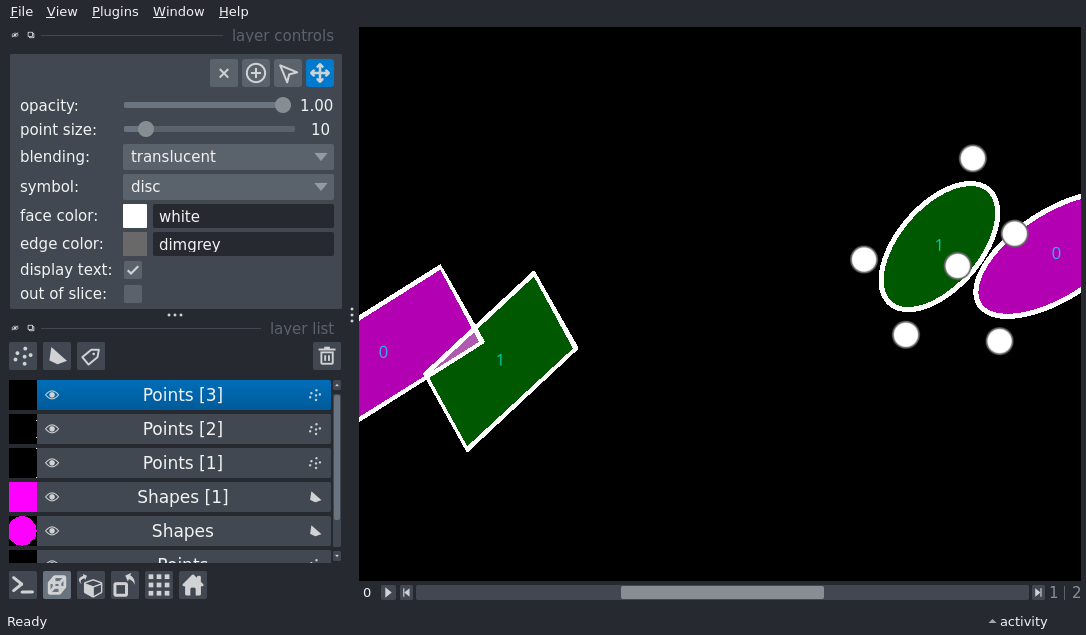 File View Plugins Window Help
layer controls
opacity: 1.00
point size: 10
blending: translucent
symbol: disc
face color: white
edge color: dimgrey
display text:
out of slice:
layer list
Points [3]
Points [2]
Points [1]
Shapes [1]
Shapes
Points
0
1
1
0
0 1 | 2
Ready activity